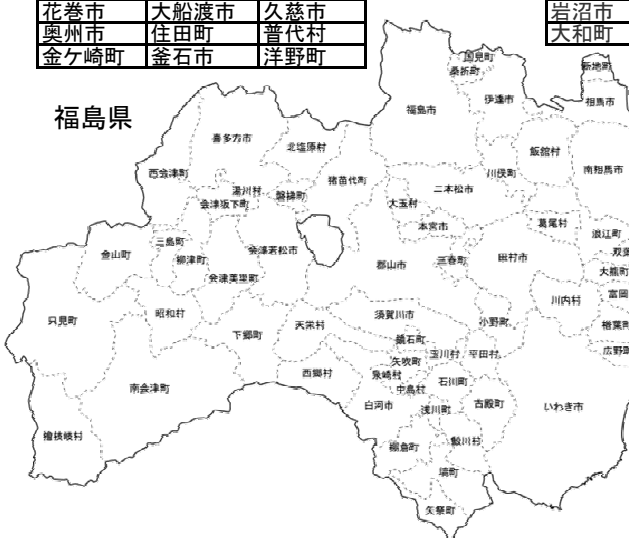 花巻市 大船渡市 久慈市
奥州市 住田町 普代村
金ケ崎町 釜石市 洋野町
岩沼市
大和町
福島県
国見町
桑折町
新地町
伊達市
相馬市
福島市
喜多方市
北塩原村
飯舘村
西会津町
猪苗代町
川俣町
南相馬市
湯川村
磐梯町
二本松市
会津坂下町
大玉村
葛尾村
本宮市
浪江町
三島町
双葉
金山町
柳津町
会津若松市
郡山市
三春町
田村市
大熊町
会津美里町
富岡
川内村
只見町
昭和村
天栄村
須賀川市
小野町
楢葉町
下郷町
鏡石町
広野町
矢吹町
玉川村
平田村
西郷村
泉崎村
石川町
南会津町
中島村
白河市
浅川町
古殿町
いわき市
檜枝岐村
棚倉町
鮫川村
塙町
矢祭町